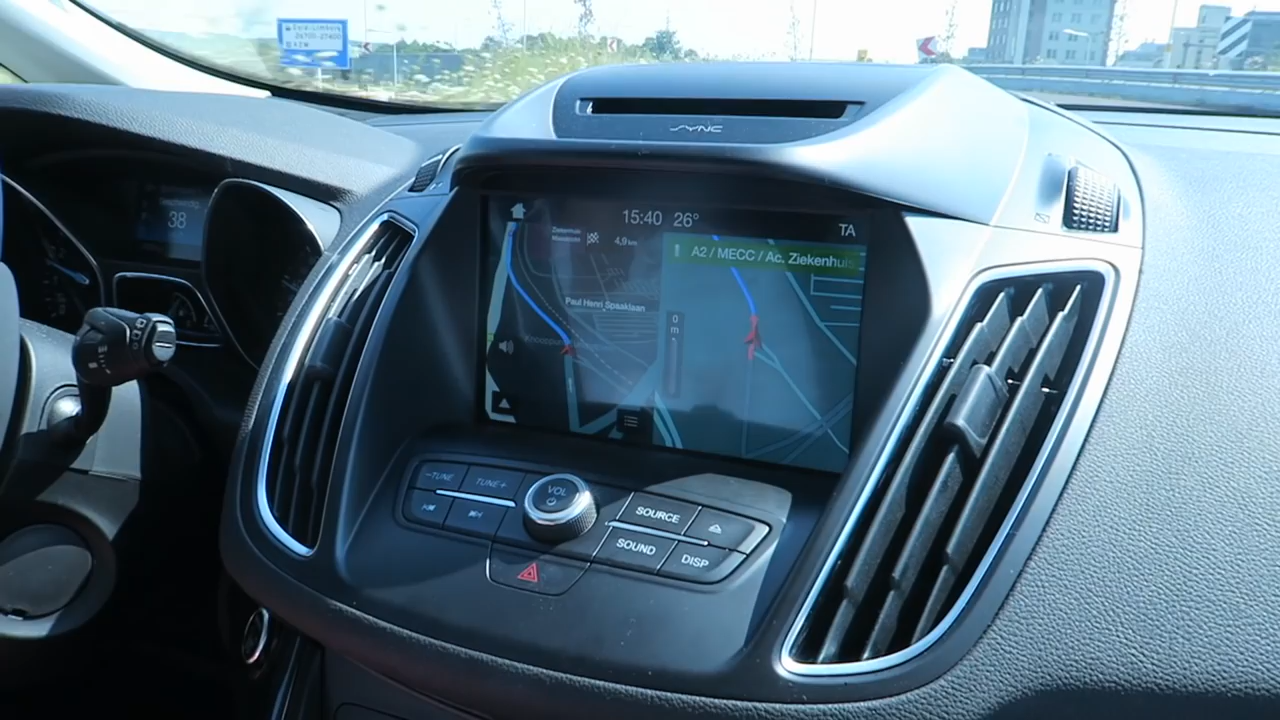 SYNC
38
15:40 26°
TA
4,9 km
A2 / MECC / Ac. Ziekenhuis
Paul Henri Spaaklaan
0
m
-TUNE
TUNE+
VOL
SOURCE
SOUND
DISP